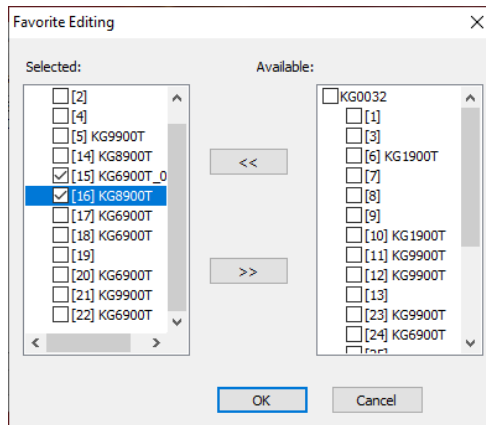 Favorite Editing
Selected:
Available:
[2]
[4]
[5] KG9900T
[14] KG8900T
[15] KG6900T_0
[16] KG8900T
[17] KG6900T
[18] KG6900T
[19]
[20] KG6900T
[21] KG9900T
[22] KG6900T
<<
>>
KG0032
[1]
[3]
[6] KG1900T
[7]
[8]
[9]
[10] KG1900T
[11] KG9900T
[12] KG9900T
[13]
[23] KG9900T
[24] KG6900T
OK
Cancel